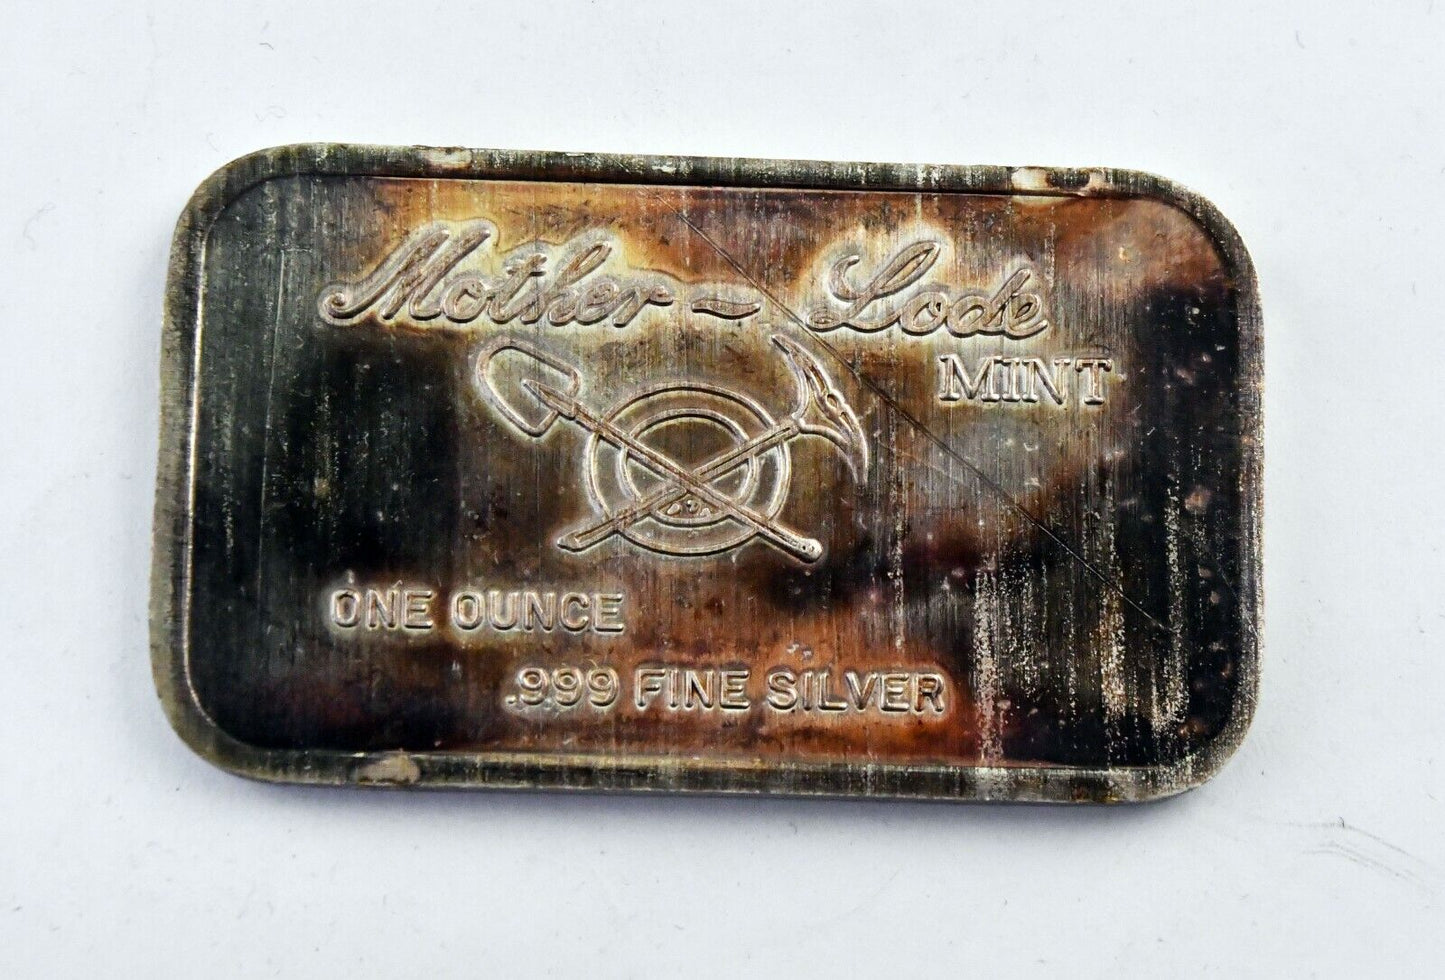 Mother ~ Lode
MINT
ONE OUNCE
.999 FINE SILVER